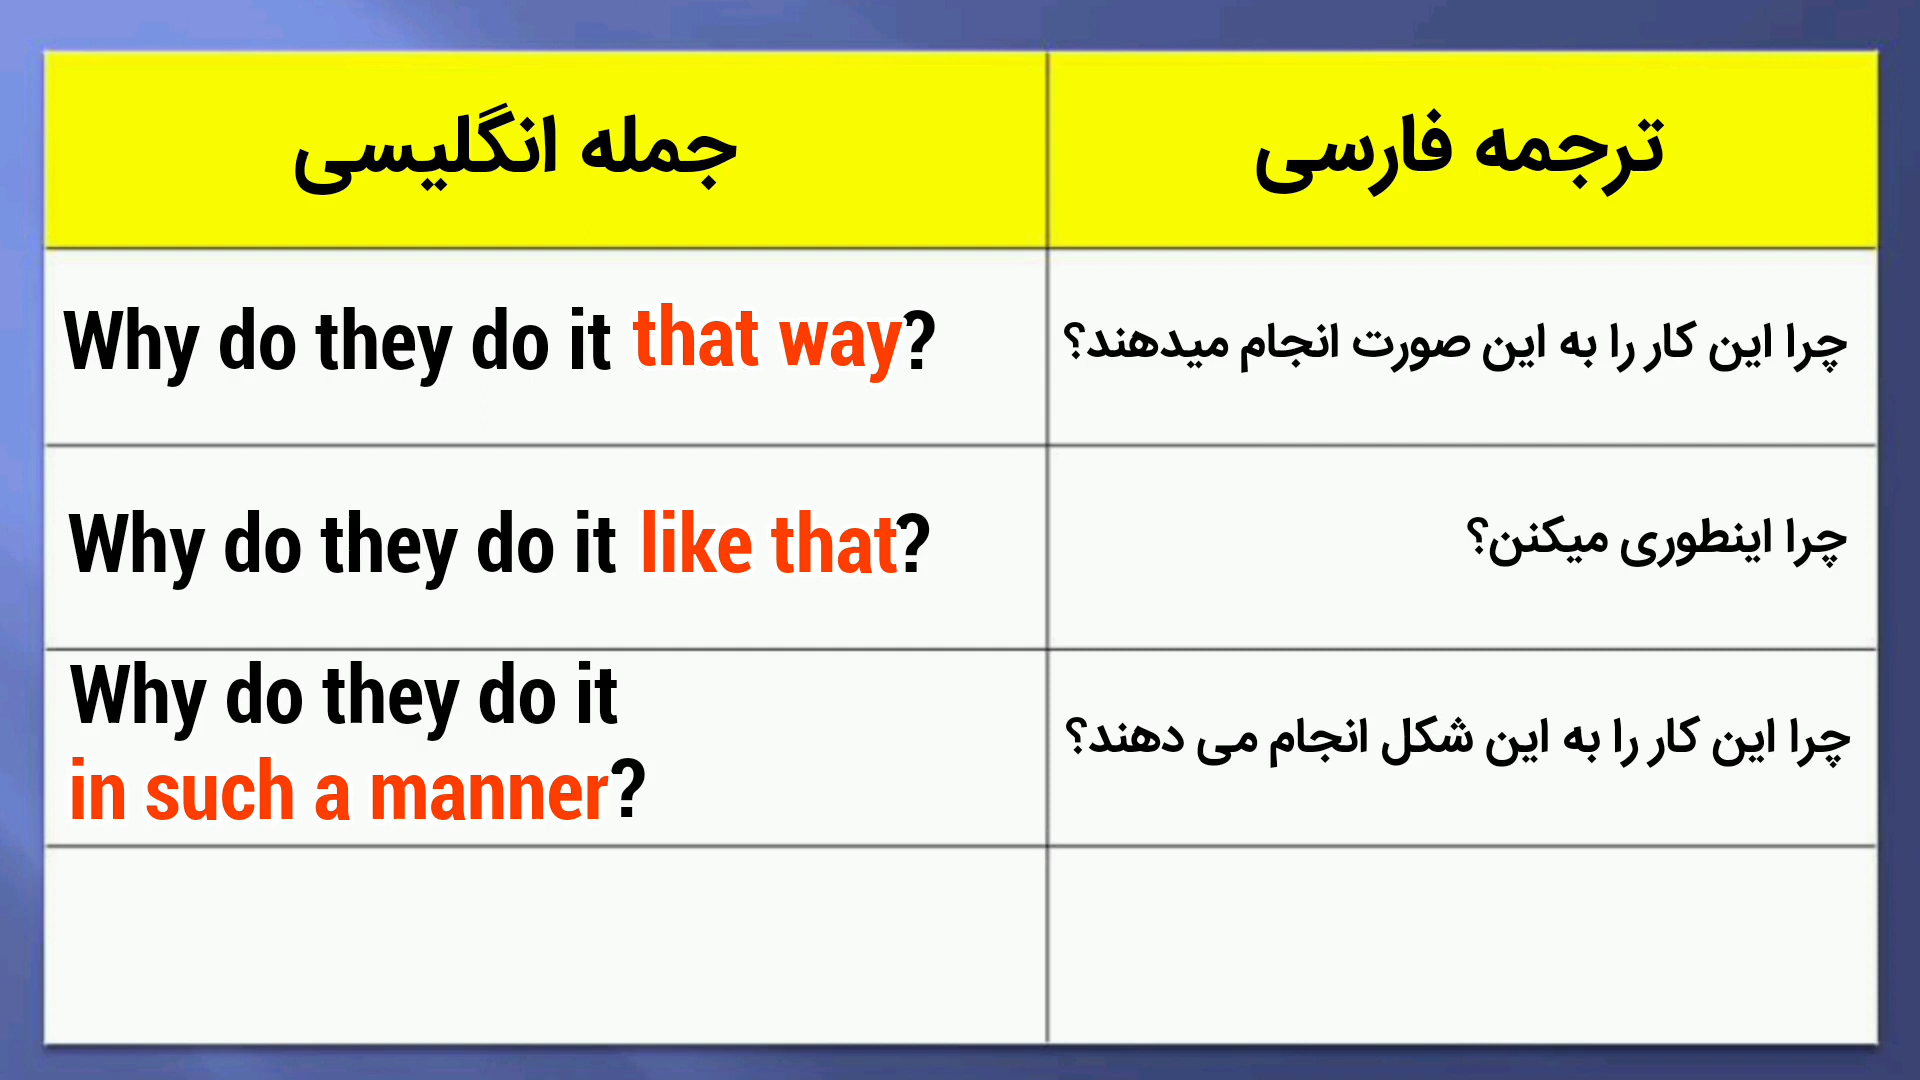 جمله انگلیسی
ترجمه فارسی
Why do they do it that way?
چرا این کار را به این صورت انجام میدهند؟
Why do they do it like that?
چرا اینطوری میکنن؟
Why do they do it
in such a manner?
چرا این کار را به این شکل انجام می دهند؟